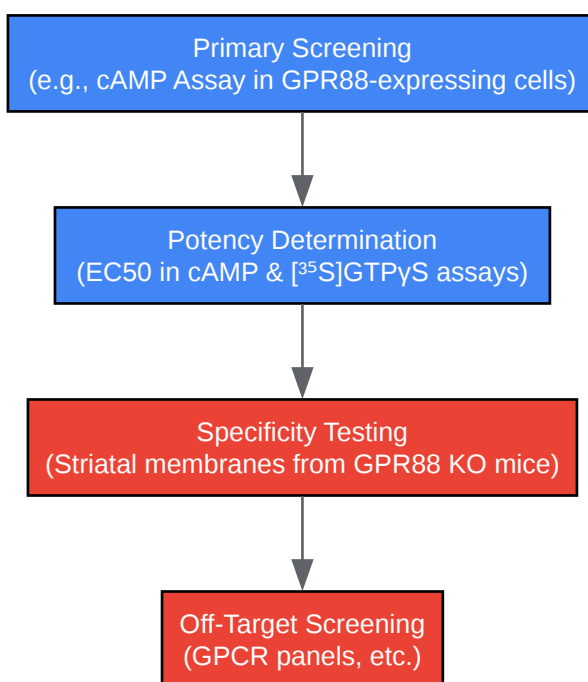 Primary Screening
(e.g., cAMP Assay in GPR88-expressing cells)
Potency Determination
(EC50 in cAMP & [³⁵S]GTPγS assays)
Specificity Testing
(Striatal membranes from GPR88 KO mice)
Off-Target Screening
(GPCR panels, etc.)